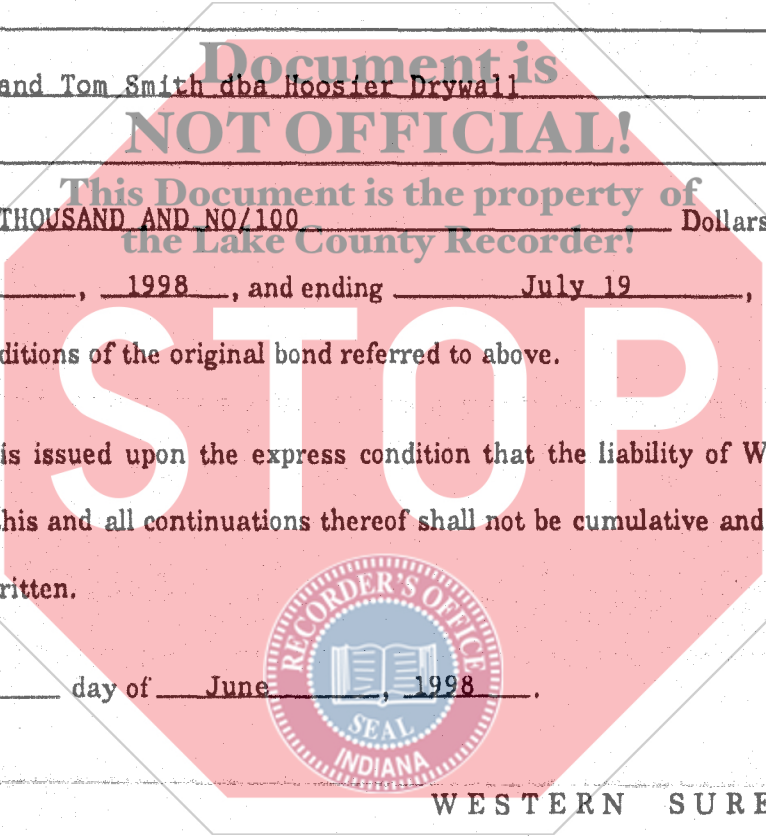 Document is
and Tom Smith dba Hoosier Drywall
NOT OFFICIAL!
This Document is the property of
THOUSAND AND NO/100 Dollars
the Lake County Recorder!
, 1998 , and ending July 19 ,
ditions of the original bond referred to above.
STOP
is issued upon the express condition that the liability of W
this and all continuations thereof shall not be cumulative and
ritten.
RECORDER'S OFFICE
day of June , 1998 .
SEAL
INDIANA
WESTERN SURE